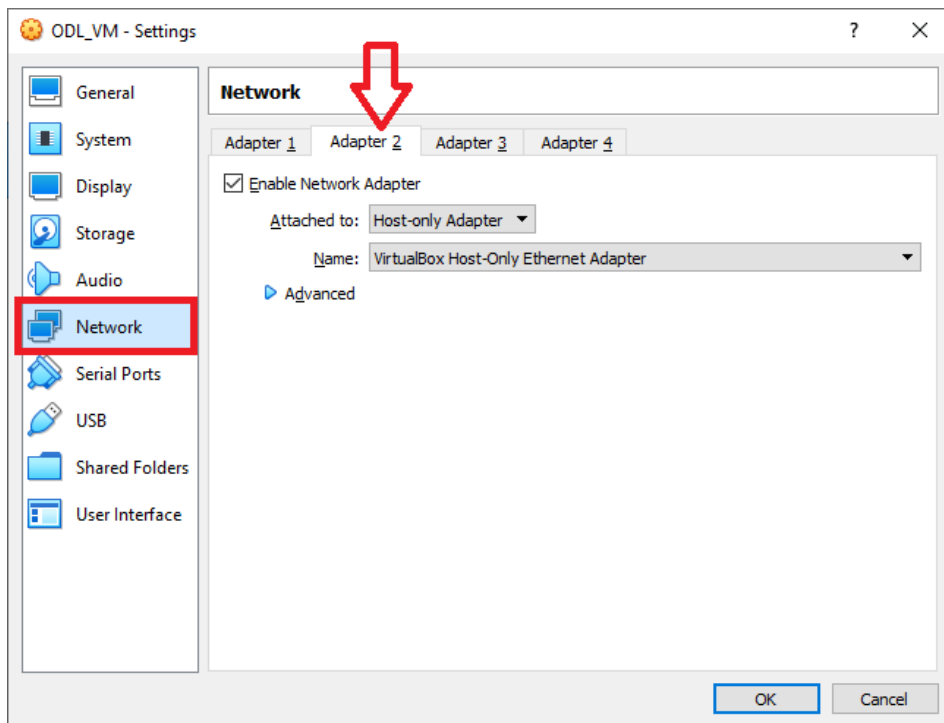 ODL_VM - Settings
?
General
System
Display
Storage
Audio
Network
Serial Ports
USB
Shared Folders
User Interface
Network
Adapter 1
Adapter 2
Adapter 3
Adapter 4
Enable Network Adapter
Attached to: Host-only Adapter
Name: VirtualBox Host-Only Ethernet Adapter
Advanced
OK
Cancel